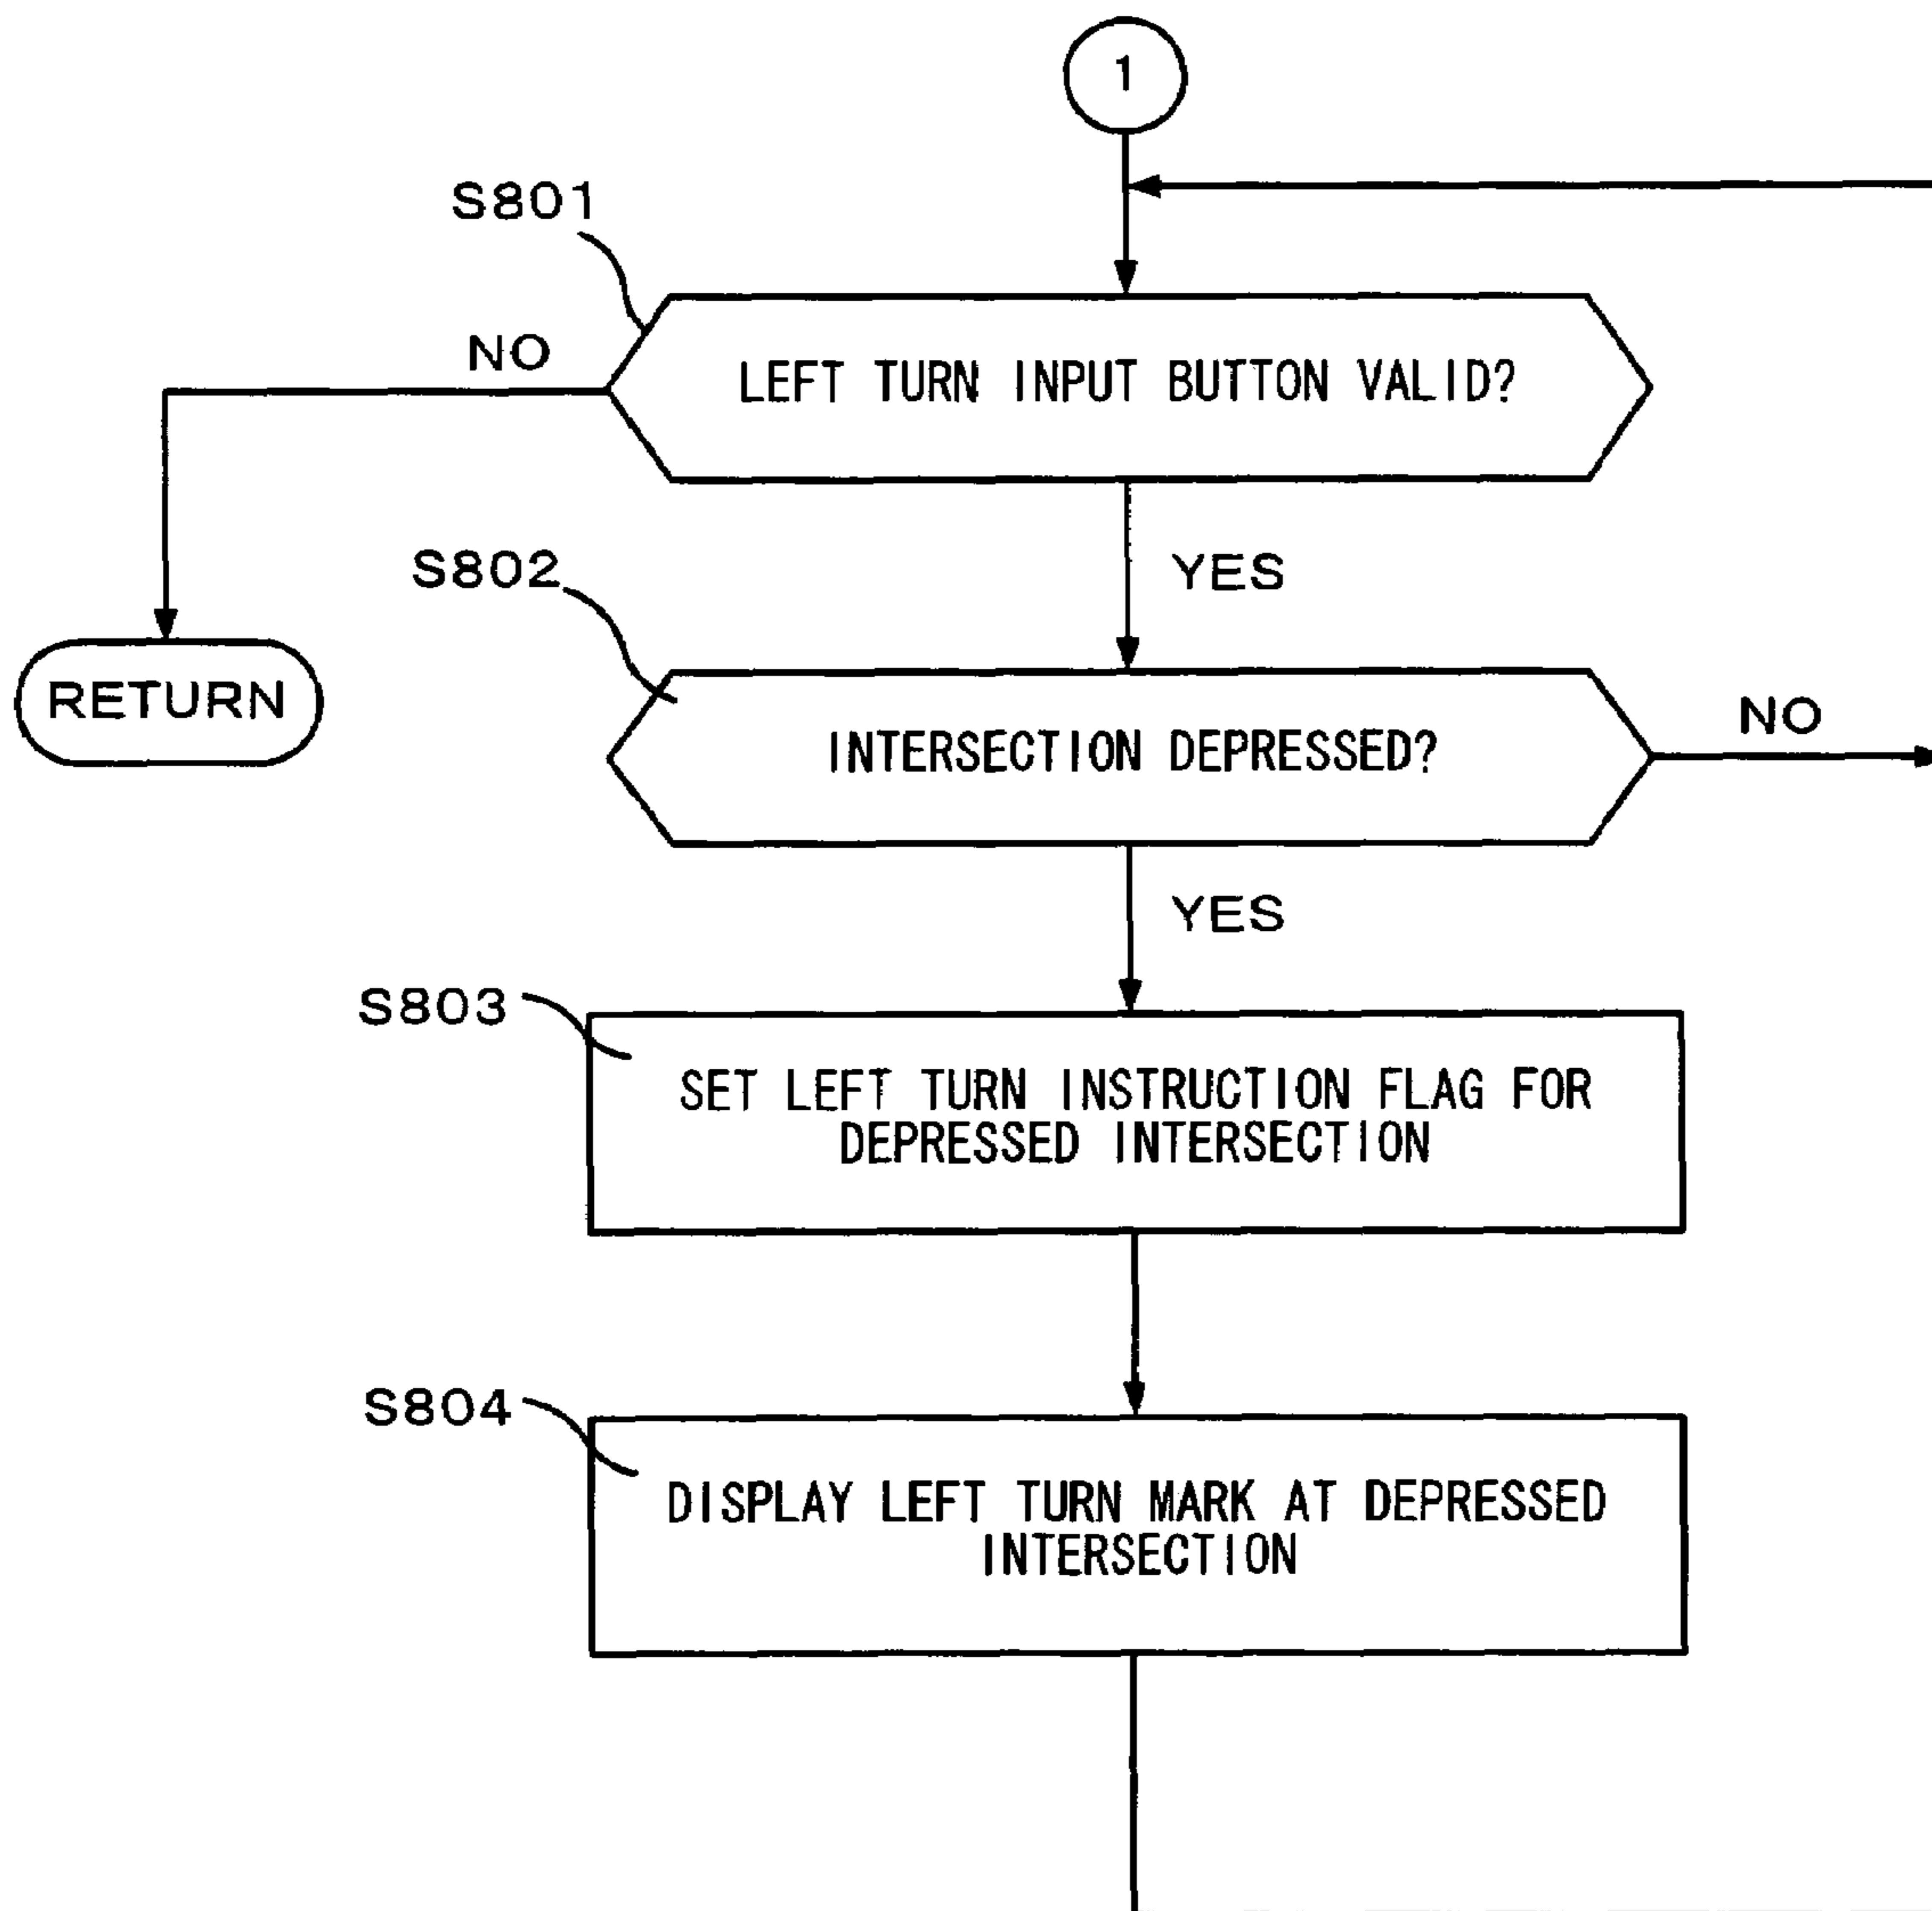 1
S801
NO
LEFT TURN INPUT BUTTON VALID?
YES
S802
RETURN
INTERSECTION DEPRESSED?
NO
YES
S803
SET LEFT TURN INSTRUCTION FLAG FOR
DEPRESSED INTERSECTION
S804
DISPLAY LEFT TURN MARK AT DEPRESSED
INTERSECTION